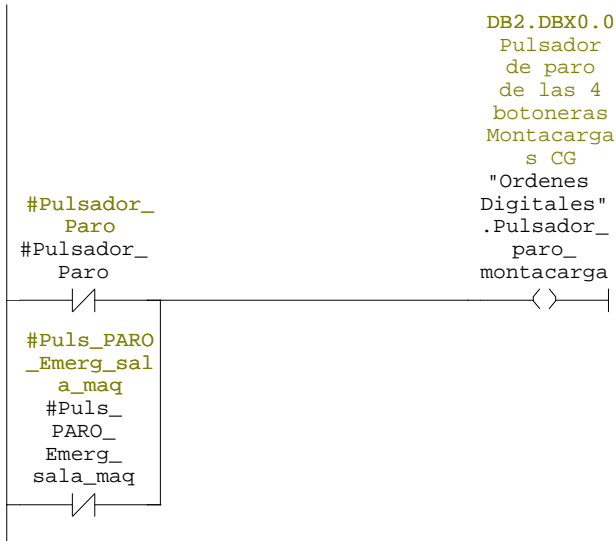 DB2.DBX0.0
Pulsador
de paro
de las 4
botoneras
Montacarga
s CG
"Ordenes
Digitales"
.Pulsador_
paro_
montacarga
#Pulsador_
Paro
#Pulsador_
Paro
#Puls_PARO
_Emerg_sal
a_maq
#Puls_
PARO_
Emerg_
sala_maq